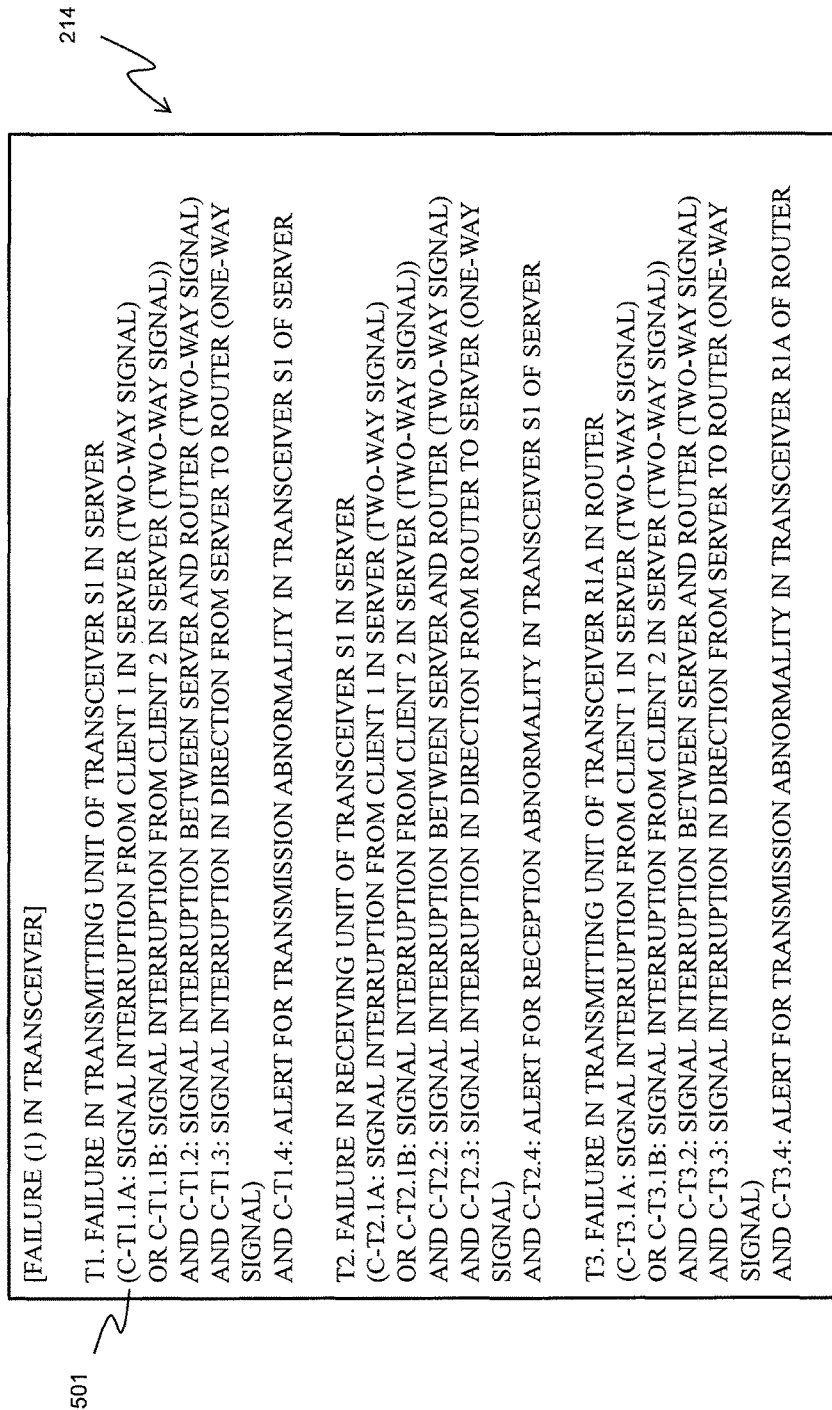 214
501
[FAILURE (1) IN TRANSCEIVER]
T1. FAILURE IN TRANSMITTING UNIT OF TRANSCEIVER S1 IN SERVER
(C-T1.1A: SIGNAL INTERRUPTION FROM CLIENT 1 IN SERVER (TWO-WAY SIGNAL)
OR C-T1.1B: SIGNAL INTERRUPTION FROM CLIENT 2 IN SERVER (TWO-WAY SIGNAL))
AND C-T1.2: SIGNAL INTERRUPTION BETWEEN SERVER AND ROUTER (TWO-WAY SIGNAL)
AND C-T1.3: SIGNAL INTERRUPTION IN DIRECTION FROM SERVER TO ROUTER (ONE-WAY
SIGNAL)
AND C-T1.4: ALERT FOR TRANSMISSION ABNORMALITY IN TRANSCEIVER S1 OF SERVER
T2. FAILURE IN RECEIVING UNIT OF TRANSCEIVER S1 IN SERVER
(C-T2.1A: SIGNAL INTERRUPTION FROM CLIENT 1 IN SERVER (TWO-WAY SIGNAL)
OR C-T2.1B: SIGNAL INTERRUPTION FROM CLIENT 2 IN SERVER (TWO-WAY SIGNAL))
AND C-T2.2: SIGNAL INTERRUPTION BETWEEN SERVER AND ROUTER (TWO-WAY SIGNAL)
AND C-T2.3: SIGNAL INTERRUPTION IN DIRECTION FROM ROUTER TO SERVER (ONE-WAY
SIGNAL)
AND C-T2.4: ALERT FOR RECEPTION ABNORMALITY IN TRANSCEIVER S1 OF SERVER
T3. FAILURE IN TRANSMITTING UNIT OF TRANSCEIVER R1A IN ROUTER
(C-T3.1A: SIGNAL INTERRUPTION FROM CLIENT 1 IN SERVER (TWO-WAY SIGNAL)
OR C-T3.1B: SIGNAL INTERRUPTION FROM CLIENT 2 IN SERVER (TWO-WAY SIGNAL))
AND C-T3.2: SIGNAL INTERRUPTION BETWEEN SERVER AND ROUTER (TWO-WAY SIGNAL)
AND C-T3.3: SIGNAL INTERRUPTION IN DIRECTION FROM SERVER TO ROUTER (ONE-WAY
SIGNAL)
AND C-T3.4: ALERT FOR TRANSMISSION ABNORMALITY IN TRANSCEIVER R1A OF ROUTER